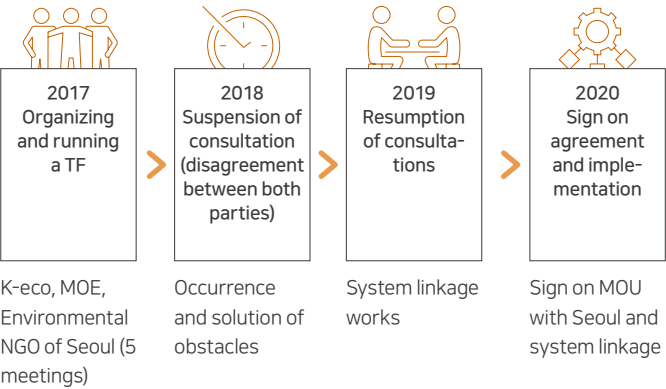 2017
Organizing
and running
a TF
K-eco, MOE,
Environmental
NGO of Seoul (5
meetings)
2018
Suspension of
consultation
(disagreement
between both
parties)
Occurrence
and solution of
obstacles
2019
Resumption
of consulta-
tions
System linkage
works
2020
Sign on
agreement
and imple-
mentation
Sign on MOU
with Seoul and
system linkage